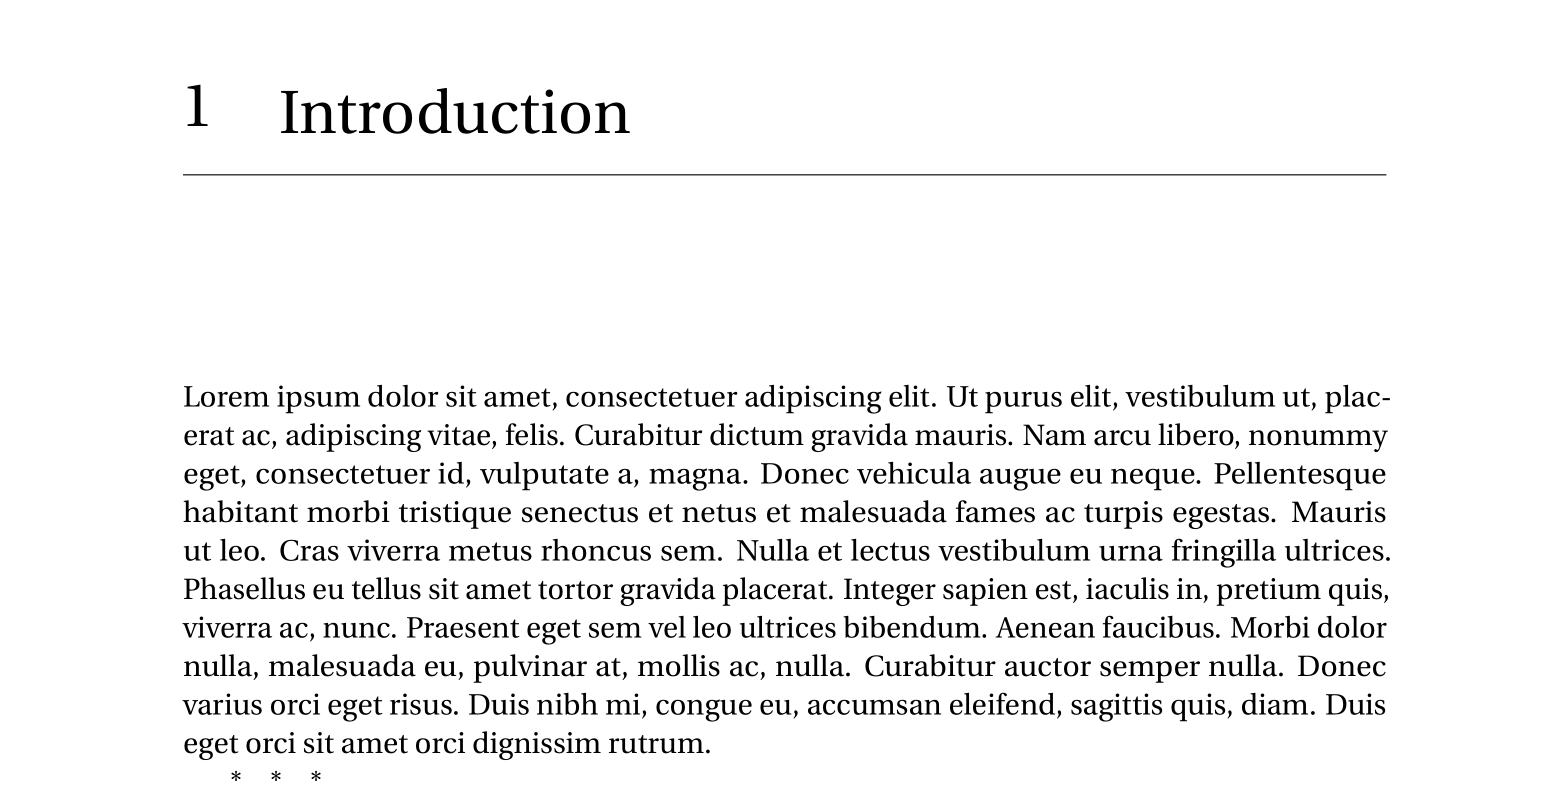 1 Introduction
Lorem ipsum dolor sit amet, consectetuer adipiscing elit. Ut purus elit, vestibulum ut, plac-
erat ac, adipiscing vitae, felis. Curabitur dictum gravida mauris. Nam arcu libero, nonummy
eget, consectetuer id, vulputate a, magna. Donec vehicula augue eu neque. Pellentesque
habitant morbi tristique senectus et netus et malesuada fames ac turpis egestas. Mauris
ut leo. Cras viverra metus rhoncus sem. Nulla et lectus vestibulum urna fringilla ultrices.
Phasellus eu tellus sit amet tortor gravida placerat. Integer sapien est, iaculis in, pretium quis,
viverra ac, nunc. Praesent eget sem vel leo ultrices bibendum. Aenean faucibus. Morbi dolor
nulla, malesuada eu, pulvinar at, mollis ac, nulla. Curabitur auctor semper nulla. Donec
varius orci eget risus. Duis nibh mi, congue eu, accumsan eleifend, sagittis quis, diam. Duis
eget orci sit amet orci dignissim rutrum.
* * *